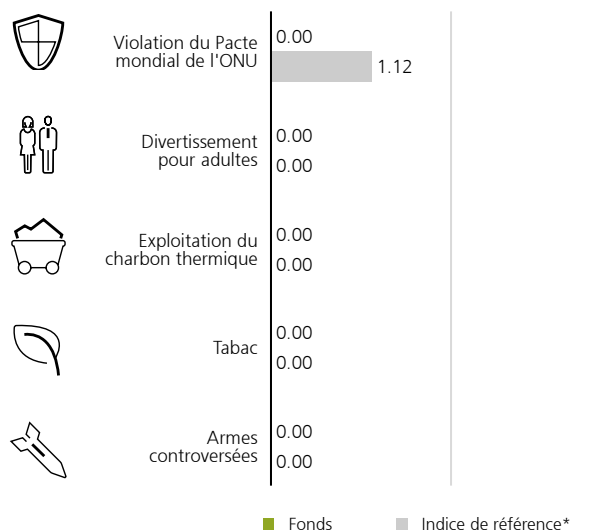 Violation du Pacte
mondial de l'ONU
0.00
1.12
Divertissement
pour adultes
0.00
0.00
Exploitation du
charbon thermique
0.00
0.00
Tabac
0.00
0.00
Armes
controversées
0.00
0.00
Fonds
Indice de référence*